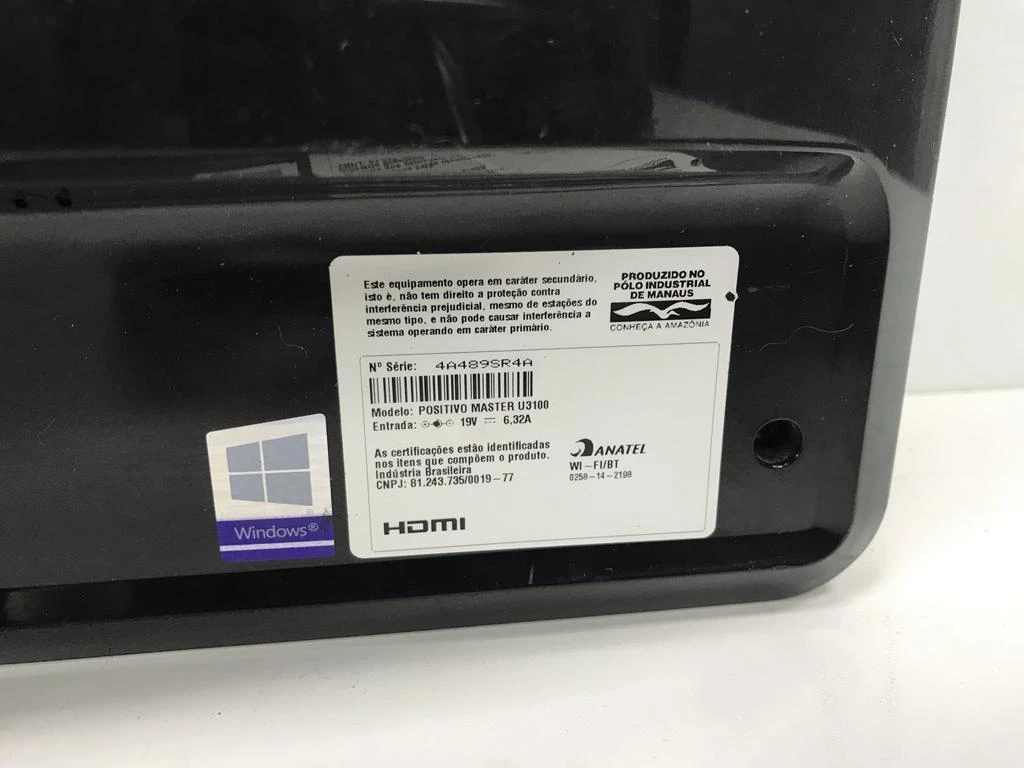 Este equipamento opera em caráter secundário,
isto é, não tem direito a proteção contra
interferência prejudicial, mesmo de estações do
mesmo tipo, e não pode causar interferência a
sistema operando em caráter primário.
PRODUZIDO NO
PÓLO INDUSTRIAL
DE MANAUS
CONHEÇA A AMAZÔNIA
Nº Série: 4A489SR4A
Modelo: POSITIVO MASTER U3100
Entrada: 19V 6,32A
As certificações estão identificadas
nos itens que compõem o produto.
Indústria Brasileira
CNPJ: 81.243.735/0019-77
ANATEL
WI-FI/BT
0258-14-2198
HDMI
Windows®